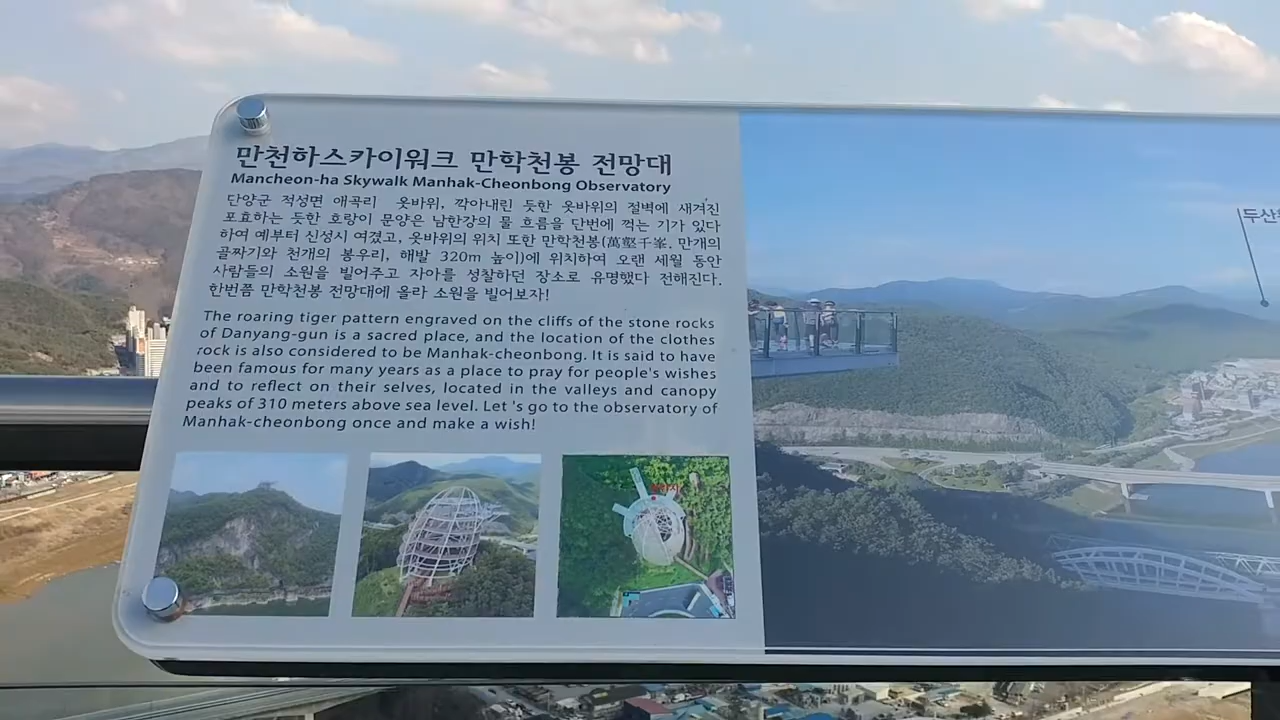 만천하스카이워크 만학천봉 전망대
Mancheon-ha Skywalk Manhak-Cheonbong Observatory
단양군 적성면 애곡리 옷바위, 깍아내린 듯한 옷바위의 절벽에 새겨진
포효하는 듯한 호랑이 문양은 남한강의 물 흐름을 단번에 꺽는 기가 있다
하여 예부터 신성시 여겼고, 옷바위의 위치 또한 만학천봉(萬壑千峯. 만개의
골짜기와 천개의 봉우리, 해발 320m 높이)에 위치하여 오랜 세월 동안
사람들의 소원을 빌어주고 자아를 성찰하던 장소로 유명했다 전해진다.
한번쯤 만학천봉 전망대에 올라 소원을 빌어보자!
The roaring tiger pattern engraved on the cliffs of the stone rocks
of Danyang-gun is a sacred place, and the location of the clothes
rock is also considered to be Manhak-cheonbong. It is said to have
been famous for many years as a place to pray for people's wishes
and to reflect on their selves, located in the valleys and canopy
peaks of 310 meters above sea level. Let 's go to the observatory of
Manhak-cheonbong once and make a wish!
두산